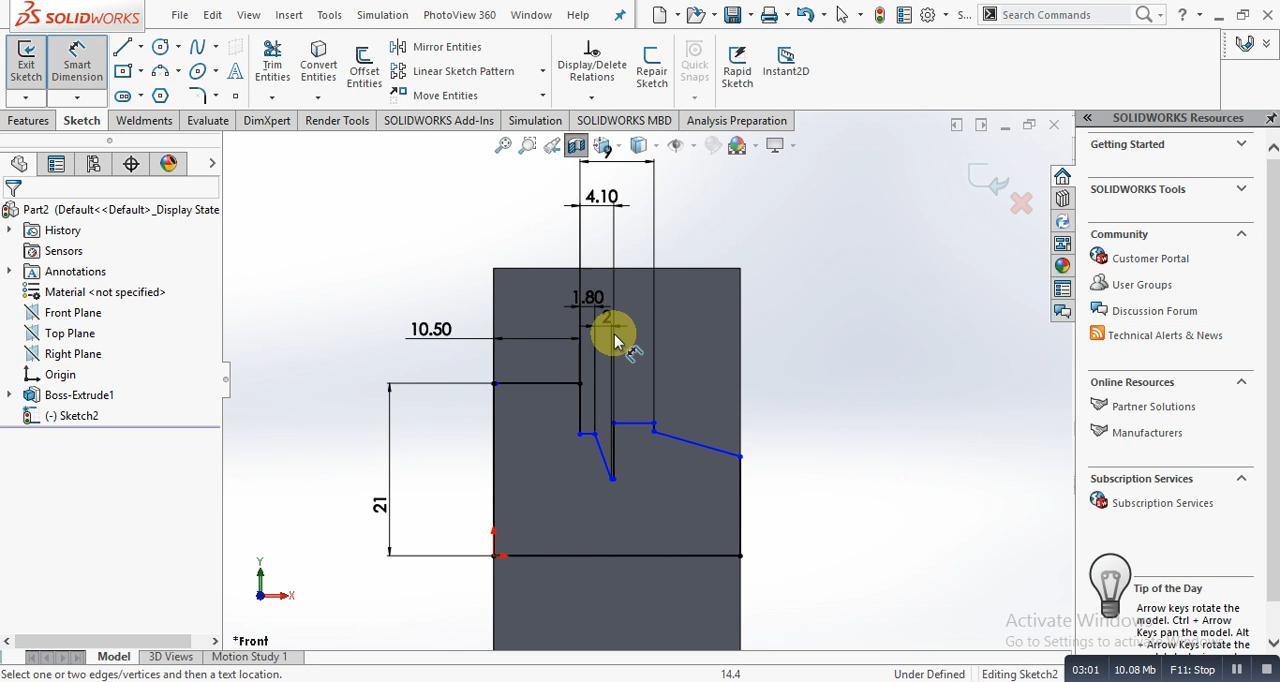 SOLIDWORKS
File Edit View Insert Tools Simulation PhotoView 360 Window Help
S... Search Commands
Exit Sketch
Smart Dimension
Trim Entities
Convert Entities
Offset Entities
Mirror Entities
Linear Sketch Pattern
Move Entities
Display/Delete Relations
Repair Sketch
Quick Snaps
Rapid Sketch
Instant2D
Features Sketch Weldments Evaluate DimXpert Render Tools SOLIDWORKS Add-Ins Simulation SOLIDWORKS MBD Analysis Preparation
Part2 (Default<<Default>_Display State
History
Sensors
Annotations
Material <not specified>
Front Plane
Top Plane
Right Plane
Origin
Boss-Extrude1
(-) Sketch2
9
4.10
1.80
2
10.50
21
Y
X
*Front
SOLIDWORKS Resources
Getting Started
SOLIDWORKS Tools
Community
Customer Portal
User Groups
Discussion Forum
Technical Alerts & News
Online Resources
Partner Solutions
Manufacturers
Subscription Services
Subscription Services
Tip of the Day
Arrow keys rotate the
model. Ctrl + Arrow
Keys pan the model. Alt
+ Arrow Keys rotate the
Activate Windows
Go to Settings to activate Windows
Model 3D Views Motion Study 1
Select one or two edges/vertices and then a text location.
14.4
Under Defined
Editing Sketch2
03:01 10.08 Mb F11: Stop